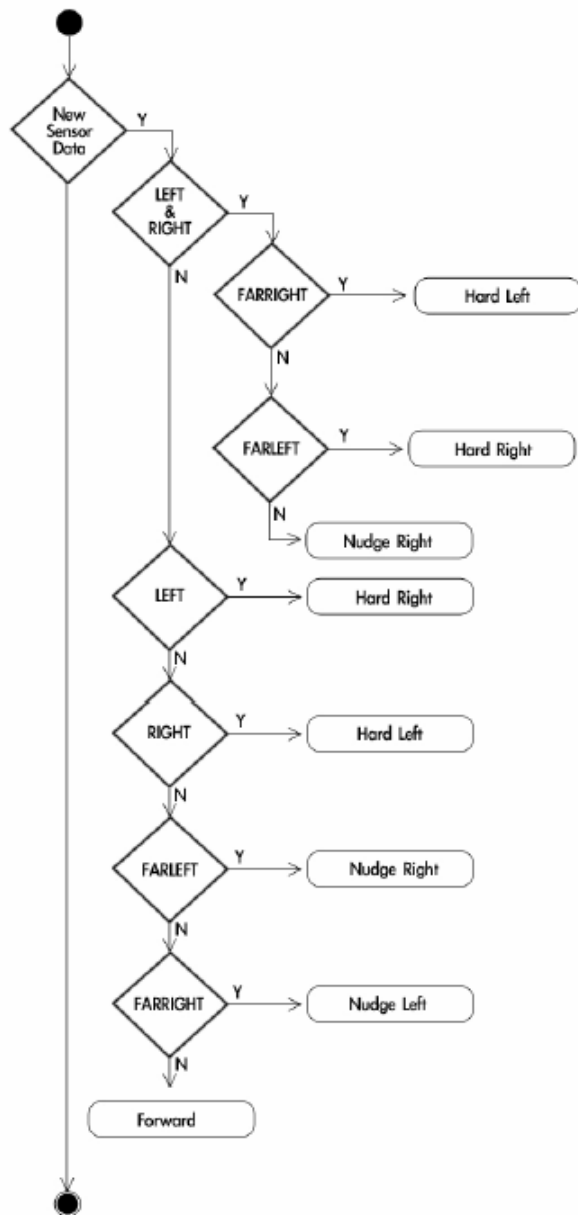 New
Sensor
Data
Y
LEFT
&
RIGHT
Y
N
FARRIGHT
Y
Hard Left
N
FARLEFT
Y
Hard Right
N
Nudge Right
LEFT
Y
Hard Right
N
RIGHT
Y
Hard Left
N
FARLEFT
Y
Nudge Right
N
FARRIGHT
Y
Nudge Left
N
Forward